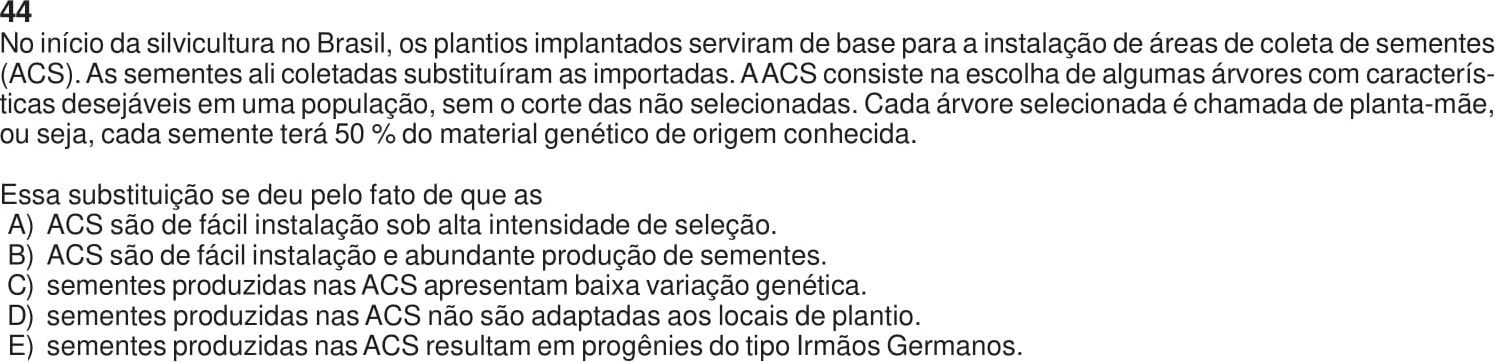 44
No início da silvicultura no Brasil, os plantios implantados serviram de base para a instalação de áreas de coleta de sementes
(ACS). As sementes ali coletadas substituíram as importadas. A ACS consiste na escolha de algumas árvores com caracterís-
ticas desejáveis em uma população, sem o corte das não selecionadas. Cada árvore selecionada é chamada de planta-mãe,
ou seja, cada semente terá 50 % do material genético de origem conhecida.
Essa substituição se deu pelo fato de que as
A) ACS são de fácil instalação sob alta intensidade de seleção.
B) ACS são de fácil instalação e abundante produção de sementes.
C) sementes produzidas nas ACS apresentam baixa variação genética.
D) sementes produzidas nas ACS não são adaptadas aos locais de plantio.
E) sementes produzidas nas ACS resultam em progênies do tipo Irmãos Germanos.